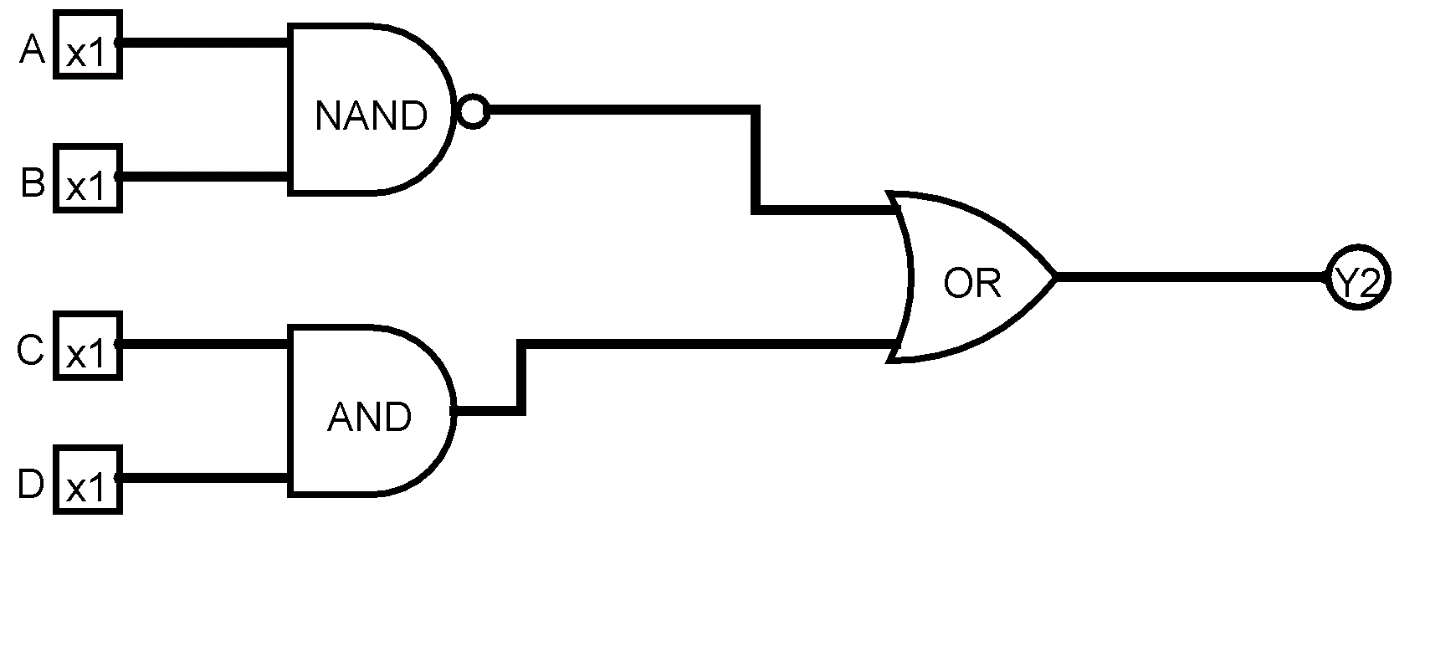 A x1
NAND
B x1
OR
Y2
C x1
AND
D x1